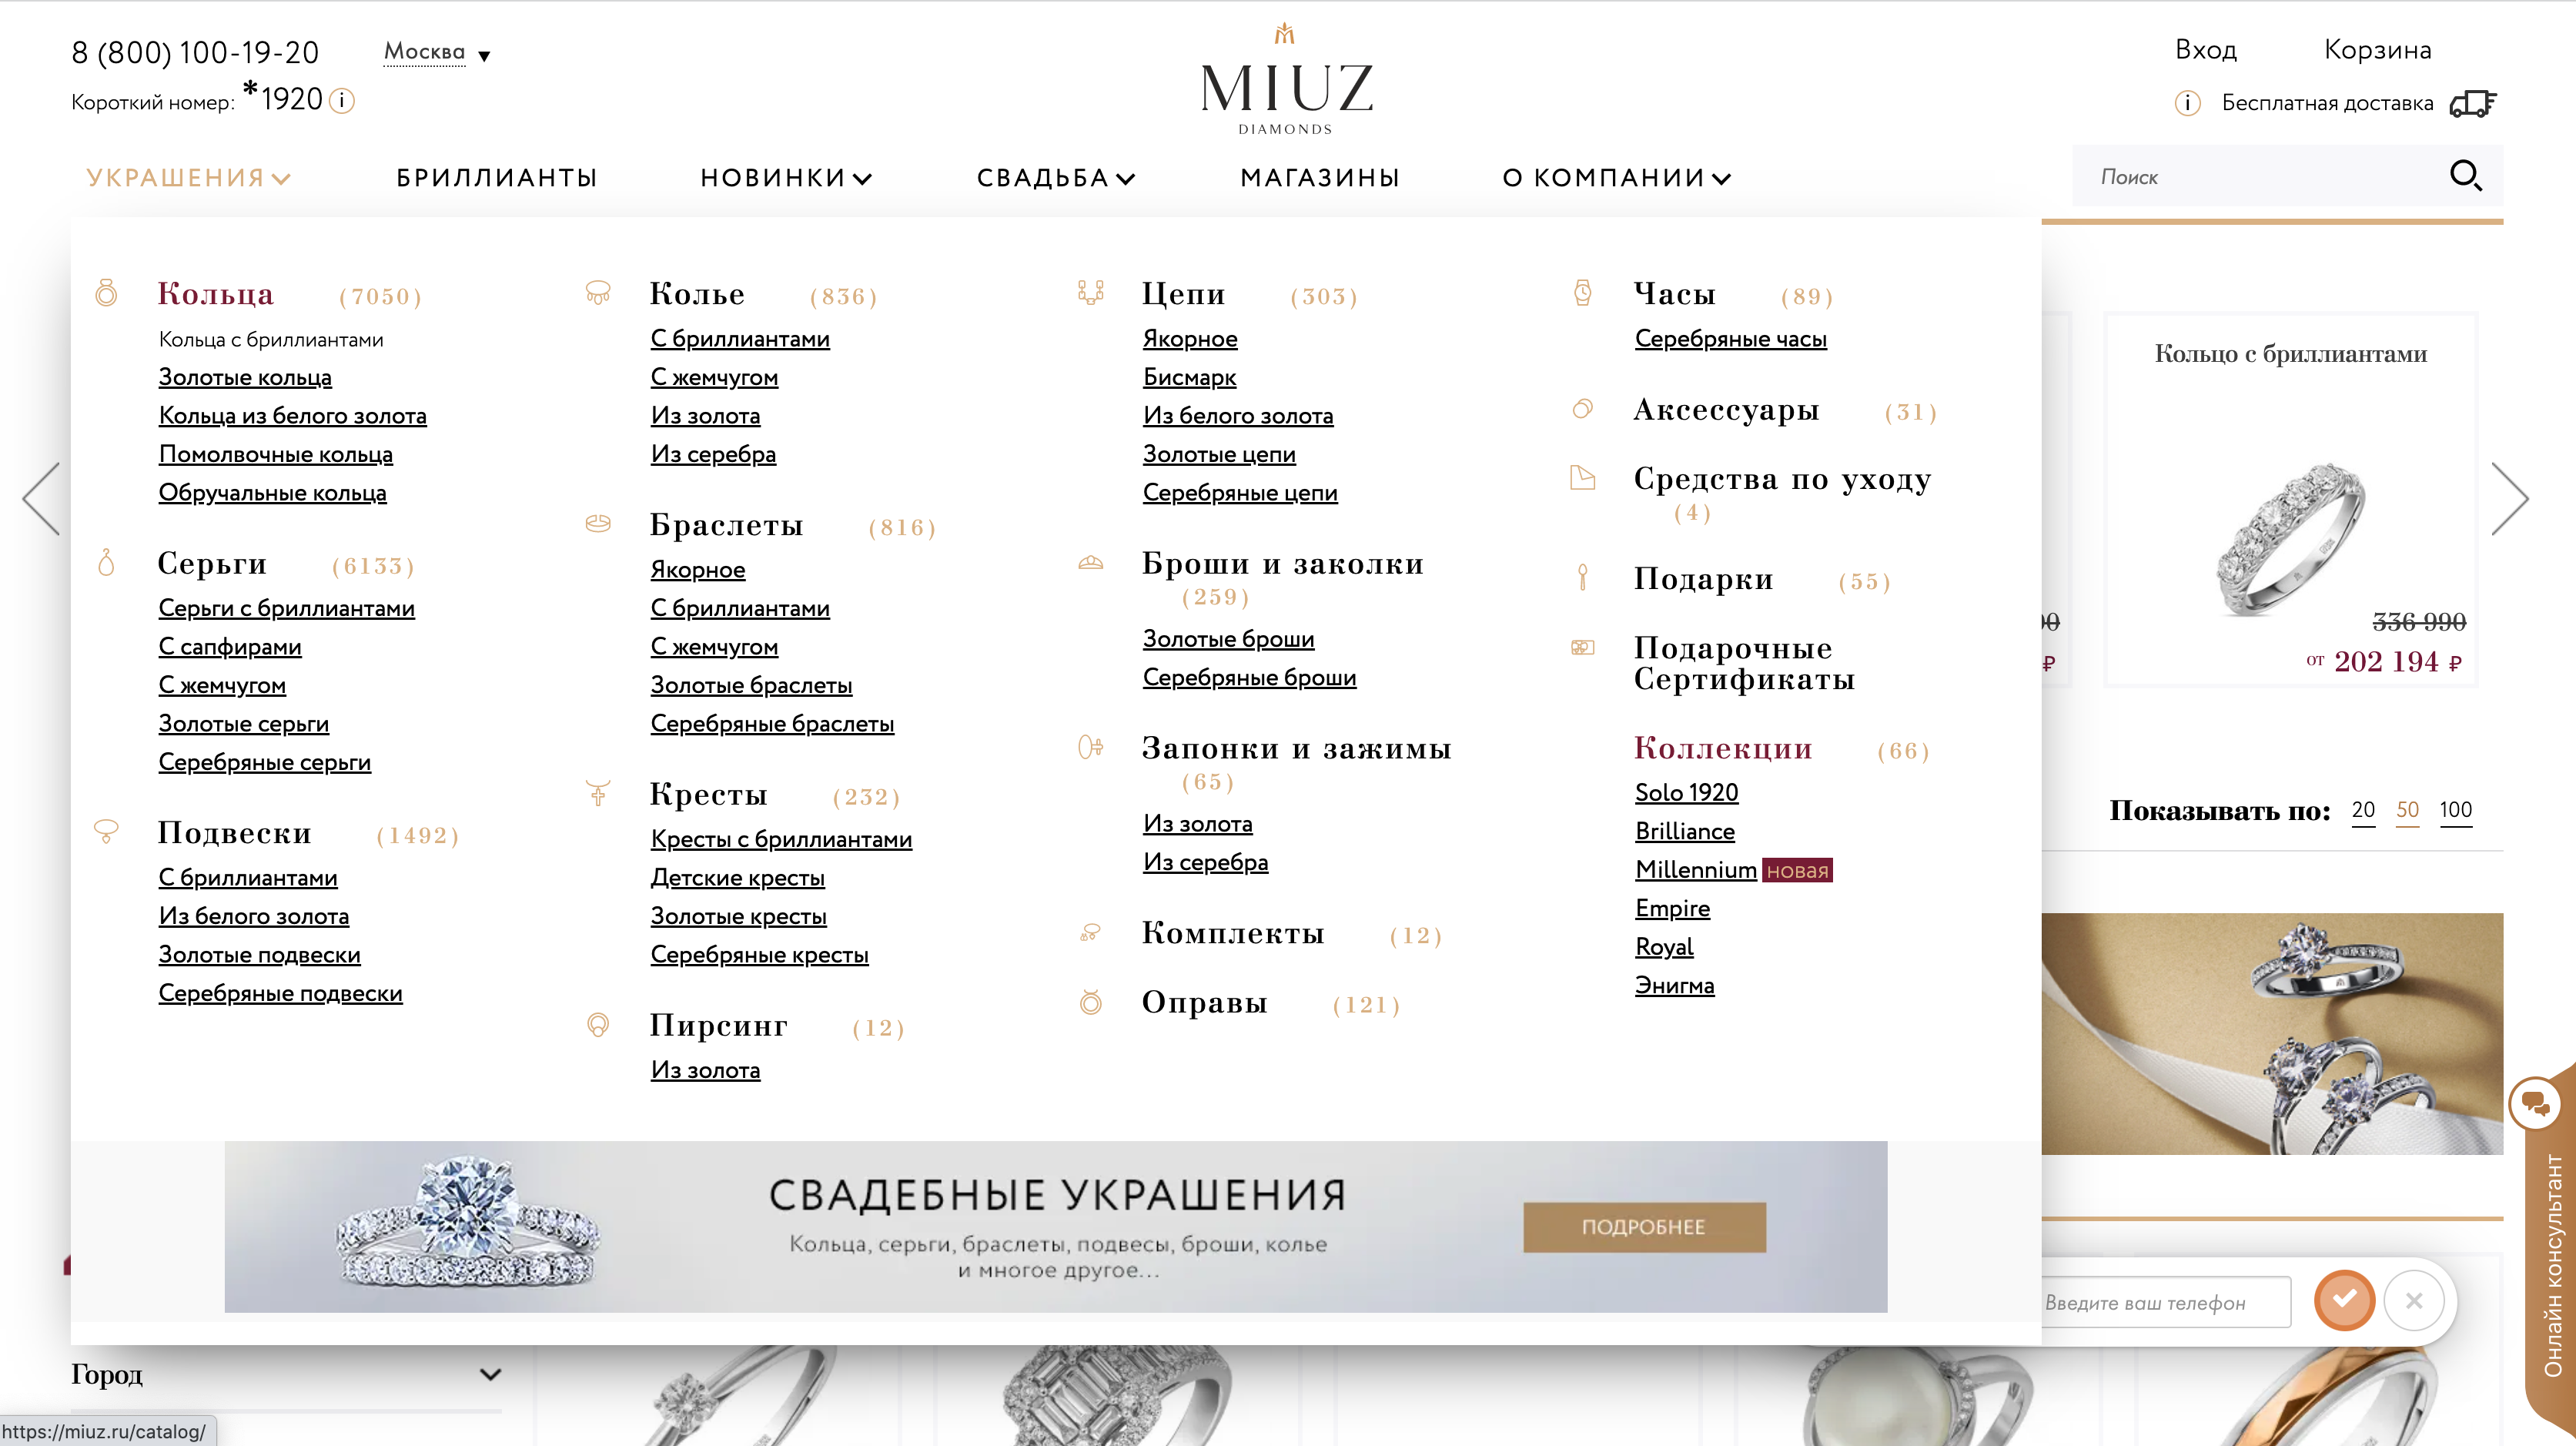 8 (800) 100-19-20
Москва
Короткий номер: *1920 i
MIUZ
DIAMONDS
Вход
Корзина
i Бесплатная доставка
УКРАШЕНИЯ
БРИЛЛИАНТЫ
НОВИНКИ
СВАДЬБА
МАГАЗИНЫ
О КОМПАНИИ
Поиск
Кольца (7050)
Кольца с бриллиантами
Золотые кольца
Кольца из белого золота
Помолвочные кольца
Обручальные кольца
Серьги (6133)
Серьги с бриллиантами
С сапфирами
С жемчугом
Золотые серьги
Серебряные серьги
Подвески (1492)
С бриллиантами
Из белого золота
Золотые подвески
Серебряные подвески
Колье (836)
С бриллиантами
С жемчугом
Из золота
Из серебра
Браслеты (816)
Якорное
С бриллиантами
С жемчугом
Золотые браслеты
Серебряные браслеты
Кресты (232)
Кресты с бриллиантами
Детские кресты
Золотые кресты
Серебряные кресты
Пирсинг (12)
Из золота
Цепи (303)
Якорное
Бисмарк
Из белого золота
Золотые цепи
Серебряные цепи
Броши и заколки
(259)
Золотые броши
Серебряные броши
Запонки и зажимы
(65)
Из золота
Из серебра
Комплекты (12)
Оправы (121)
Часы (89)
Серебряные часы
Аксессуары (31)
Средства по уходу
(4)
Подарки (55)
Подарочные
Сертификаты
Коллекции (66)
Solo 1920
Brilliance
Millennium новая
Empire
Royal
Энигма
Кольцо с бриллиантами
336 990
от 202 194 ₽
₽
Показывать по: 20 50 100
СВАДЕБНЫЕ УКРАШЕНИЯ
Кольца, серьги, браслеты, подвесы, броши, колье
и многое другое...
ПОДРОБНЕЕ
Введите ваш телефон
Онлайн консультант
Город
https://miuz.ru/catalog/